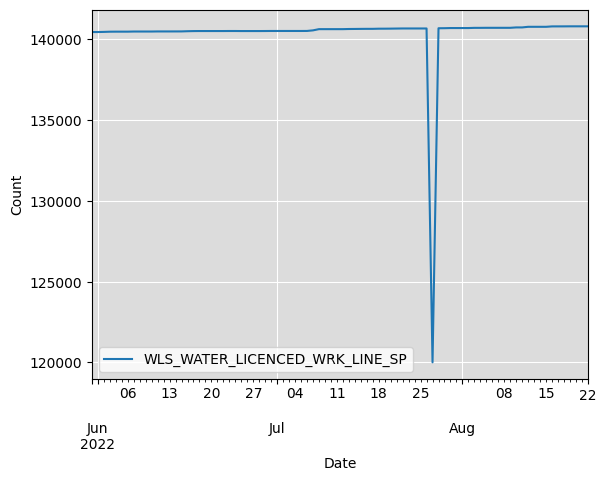 140000
135000
130000
125000
120000
Count
WLS_WATER_LICENCED_WRK_LINE_SP
06 13 20 27 04 11 18 25 08 15 22
Jun Jul Aug
2022
Date